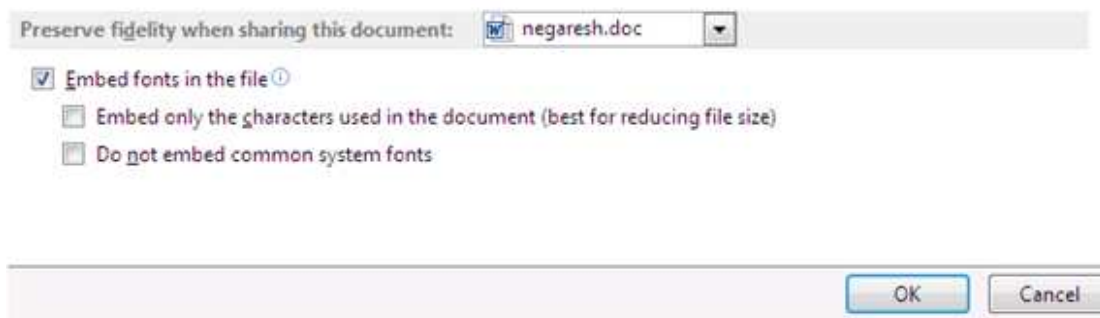 Preserve fidelity when sharing this document: negaresh.doc
Embed fonts in the file
Embed only the characters used in the document (best for reducing file size)
Do not embed common system fonts
OK Cancel